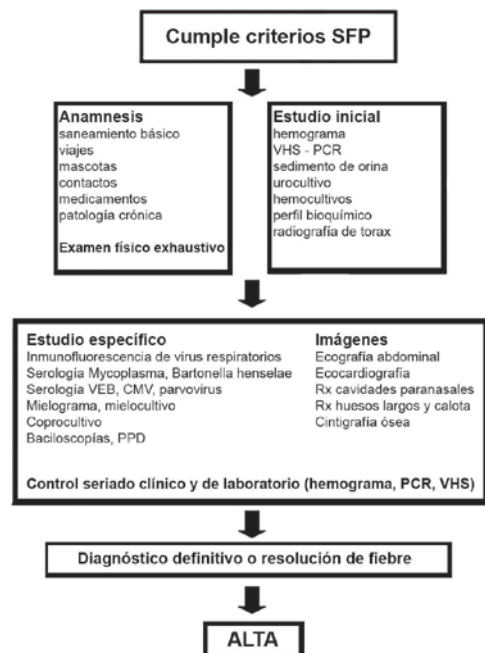 Cumple criterios SFP
Anamnesis
saneamiento básico
viajes
mascotas
contactos
medicamentos
patología crónica
Examen físico exhaustivo
Estudio inicial
hemograma
VHS - PCR
sedimento de orina
urocultivo
hemocultivos
perfil bioquímico
radiografía de torax
Estudio específico
Inmunofluorescencia de virus respiratorios
Serología Mycoplasma, Bartonella henselae
Serología VEB, CMV, parvovirus
Mielograma, mielocultivo
Coprocultivo
Baciloscopías, PPD
Imágenes
Ecografía abdominal
Ecocardiografía
Rx cavidades paranasales
Rx huesos largos y calota
Cintigrafía ósea
Control seriado clínico y de laboratorio (hemograma, PCR, VHS)
Diagnóstico definitivo o resolución de fiebre
ALTA